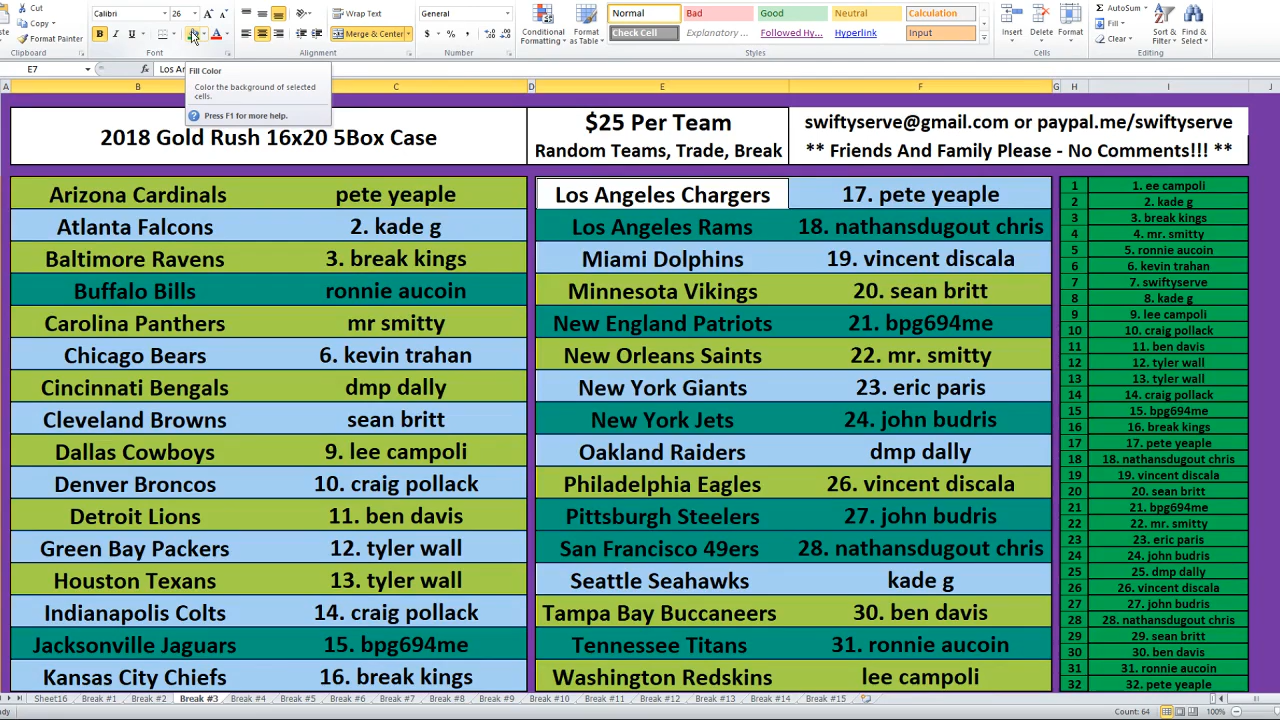 Cut
Calibri 26 A A
Wrap Text
General
Normal Bad Good Neutral Calculation
AutoSum
Copy
Format Painter
B I U A
Merge & Center
$ % ,
Conditional Formatting
Format as Table
Check Cell Explanatory ... Followed Hy... Hyperlink Input
Insert Delete Format
Fill
Clear
Sort & Filter
Find & Select
Clipboard Font Alignment Number Styles Cells Editing
E7 fx Los An
Fill Color
Color the background of selected cells.
Press F1 for more help.
A B C D E F G H I J
2018 Gold Rush 16x20 5Box Case
$25 Per Team
Random Teams, Trade, Break
swiftyserve@gmail.com or paypal.me/swiftyserve
** Friends And Family Please - No Comments!!! **
Arizona Cardinals pete yeaple
Atlanta Falcons 2. kade g
Baltimore Ravens 3. break kings
Buffalo Bills ronnie aucoin
Carolina Panthers mr smitty
Chicago Bears 6. kevin trahan
Cincinnati Bengals dmp dally
Cleveland Browns sean britt
Dallas Cowboys 9. lee campoli
Denver Broncos 10. craig pollack
Detroit Lions 11. ben davis
Green Bay Packers 12. tyler wall
Houston Texans 13. tyler wall
Indianapolis Colts 14. craig pollack
Jacksonville Jaguars 15. bpg694me
Kansas City Chiefs 16. break kings
Los Angeles Chargers 17. pete yeaple
Los Angeles Rams 18. nathansdugout chris
Miami Dolphins 19. vincent discala
Minnesota Vikings 20. sean britt
New England Patriots 21. bpg694me
New Orleans Saints 22. mr. smitty
New York Giants 23. eric paris
New York Jets 24. john budris
Oakland Raiders dmp dally
Philadelphia Eagles 26. vincent discala
Pittsburgh Steelers 27. john budris
San Francisco 49ers 28. nathansdugout chris
Seattle Seahawks kade g
Tampa Bay Buccaneers 30. ben davis
Tennessee Titans 31. ronnie aucoin
Washington Redskins lee campoli
1 1. ee campoli
2 2. kade g
3 3. break kings
4 4. mr. smitty
5 5. ronnie aucoin
6 6. kevin trahan
7 7. swiftyserve
8 8. kade g
9 9. lee campoli
10 10. craig pollack
11 11. ben davis
12 12. tyler wall
13 13. tyler wall
14 14. craig pollack
15 15. bpg694me
16 16. break kings
17 17. pete yeaple
18 18. nathansdugout chris
19 19. vincent discala
20 20. sean britt
21 21. bpg694me
22 22. mr. smitty
23 23. eric paris
24 24. john budris
25 25. dmp dally
26 26. vincent discala
27 27. john budris
28 28. nathansdugout chris
29 29. sean britt
30 30. ben davis
31 31. ronnie aucoin
32 32. pete yeaple
Sheet16 Break #1 Break #2 Break #3 Break #4 Break #5 Break #6 Break #7 Break #8 Break #9 Break #10 Break #11 Break #12 Break #13 Break #14 Break #15
Count: 64 100%